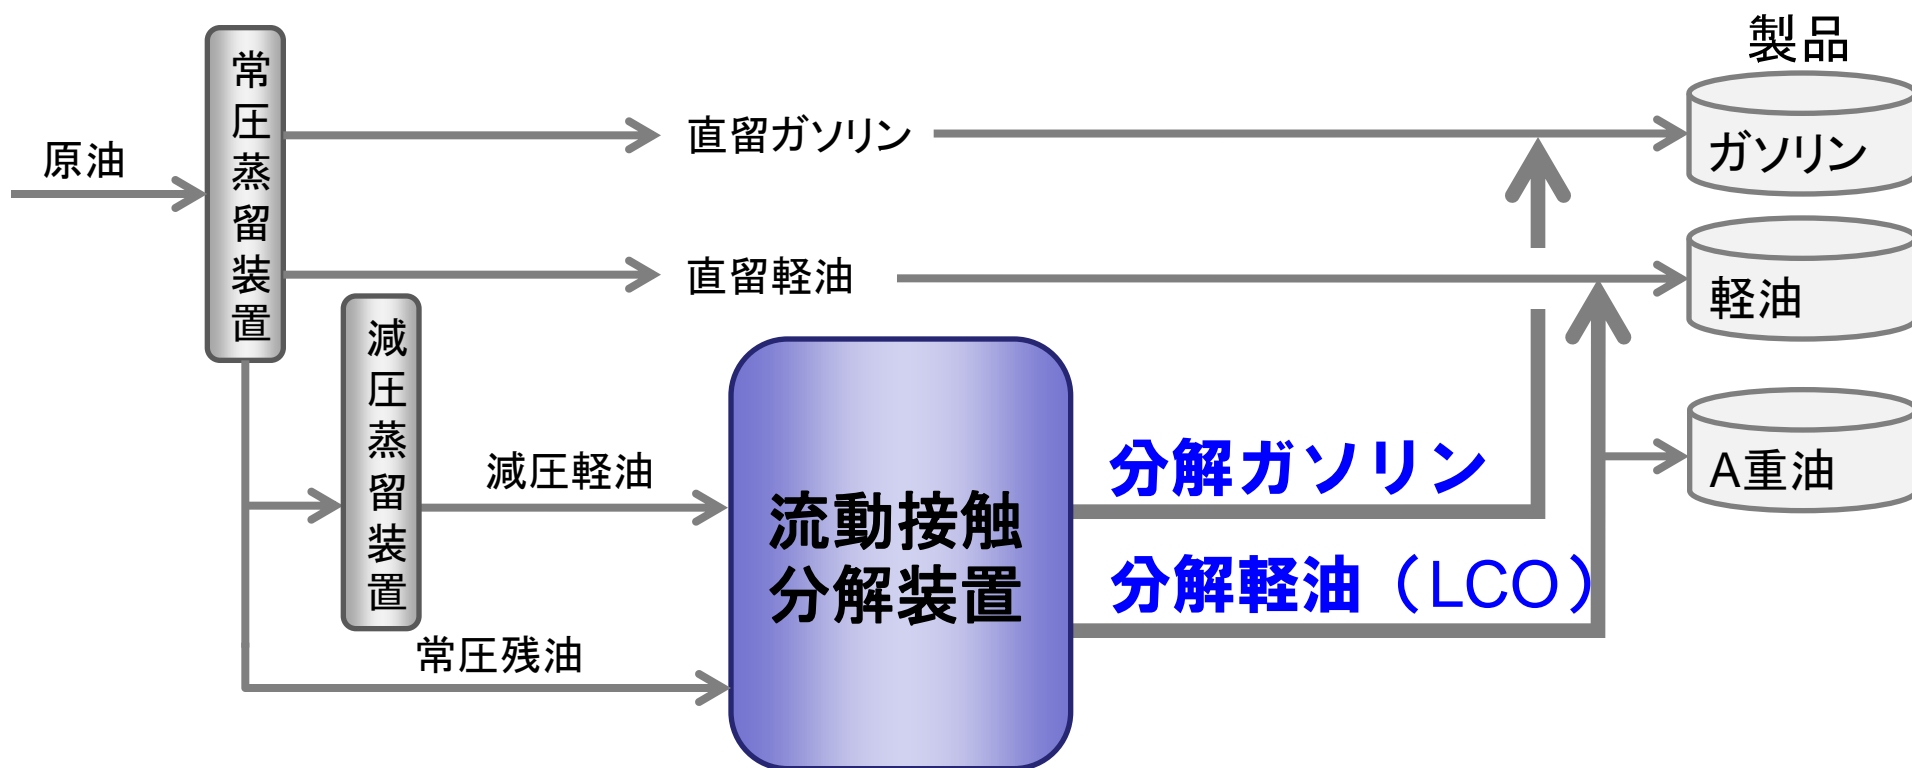 製品
常圧蒸留装置
原油
直留ガソリン
ガソリン
直留軽油
軽油
減圧蒸留装置
減圧軽油
流動接触
分解装置
分解ガソリン
A重油
分解軽油（LCO）
常圧残油